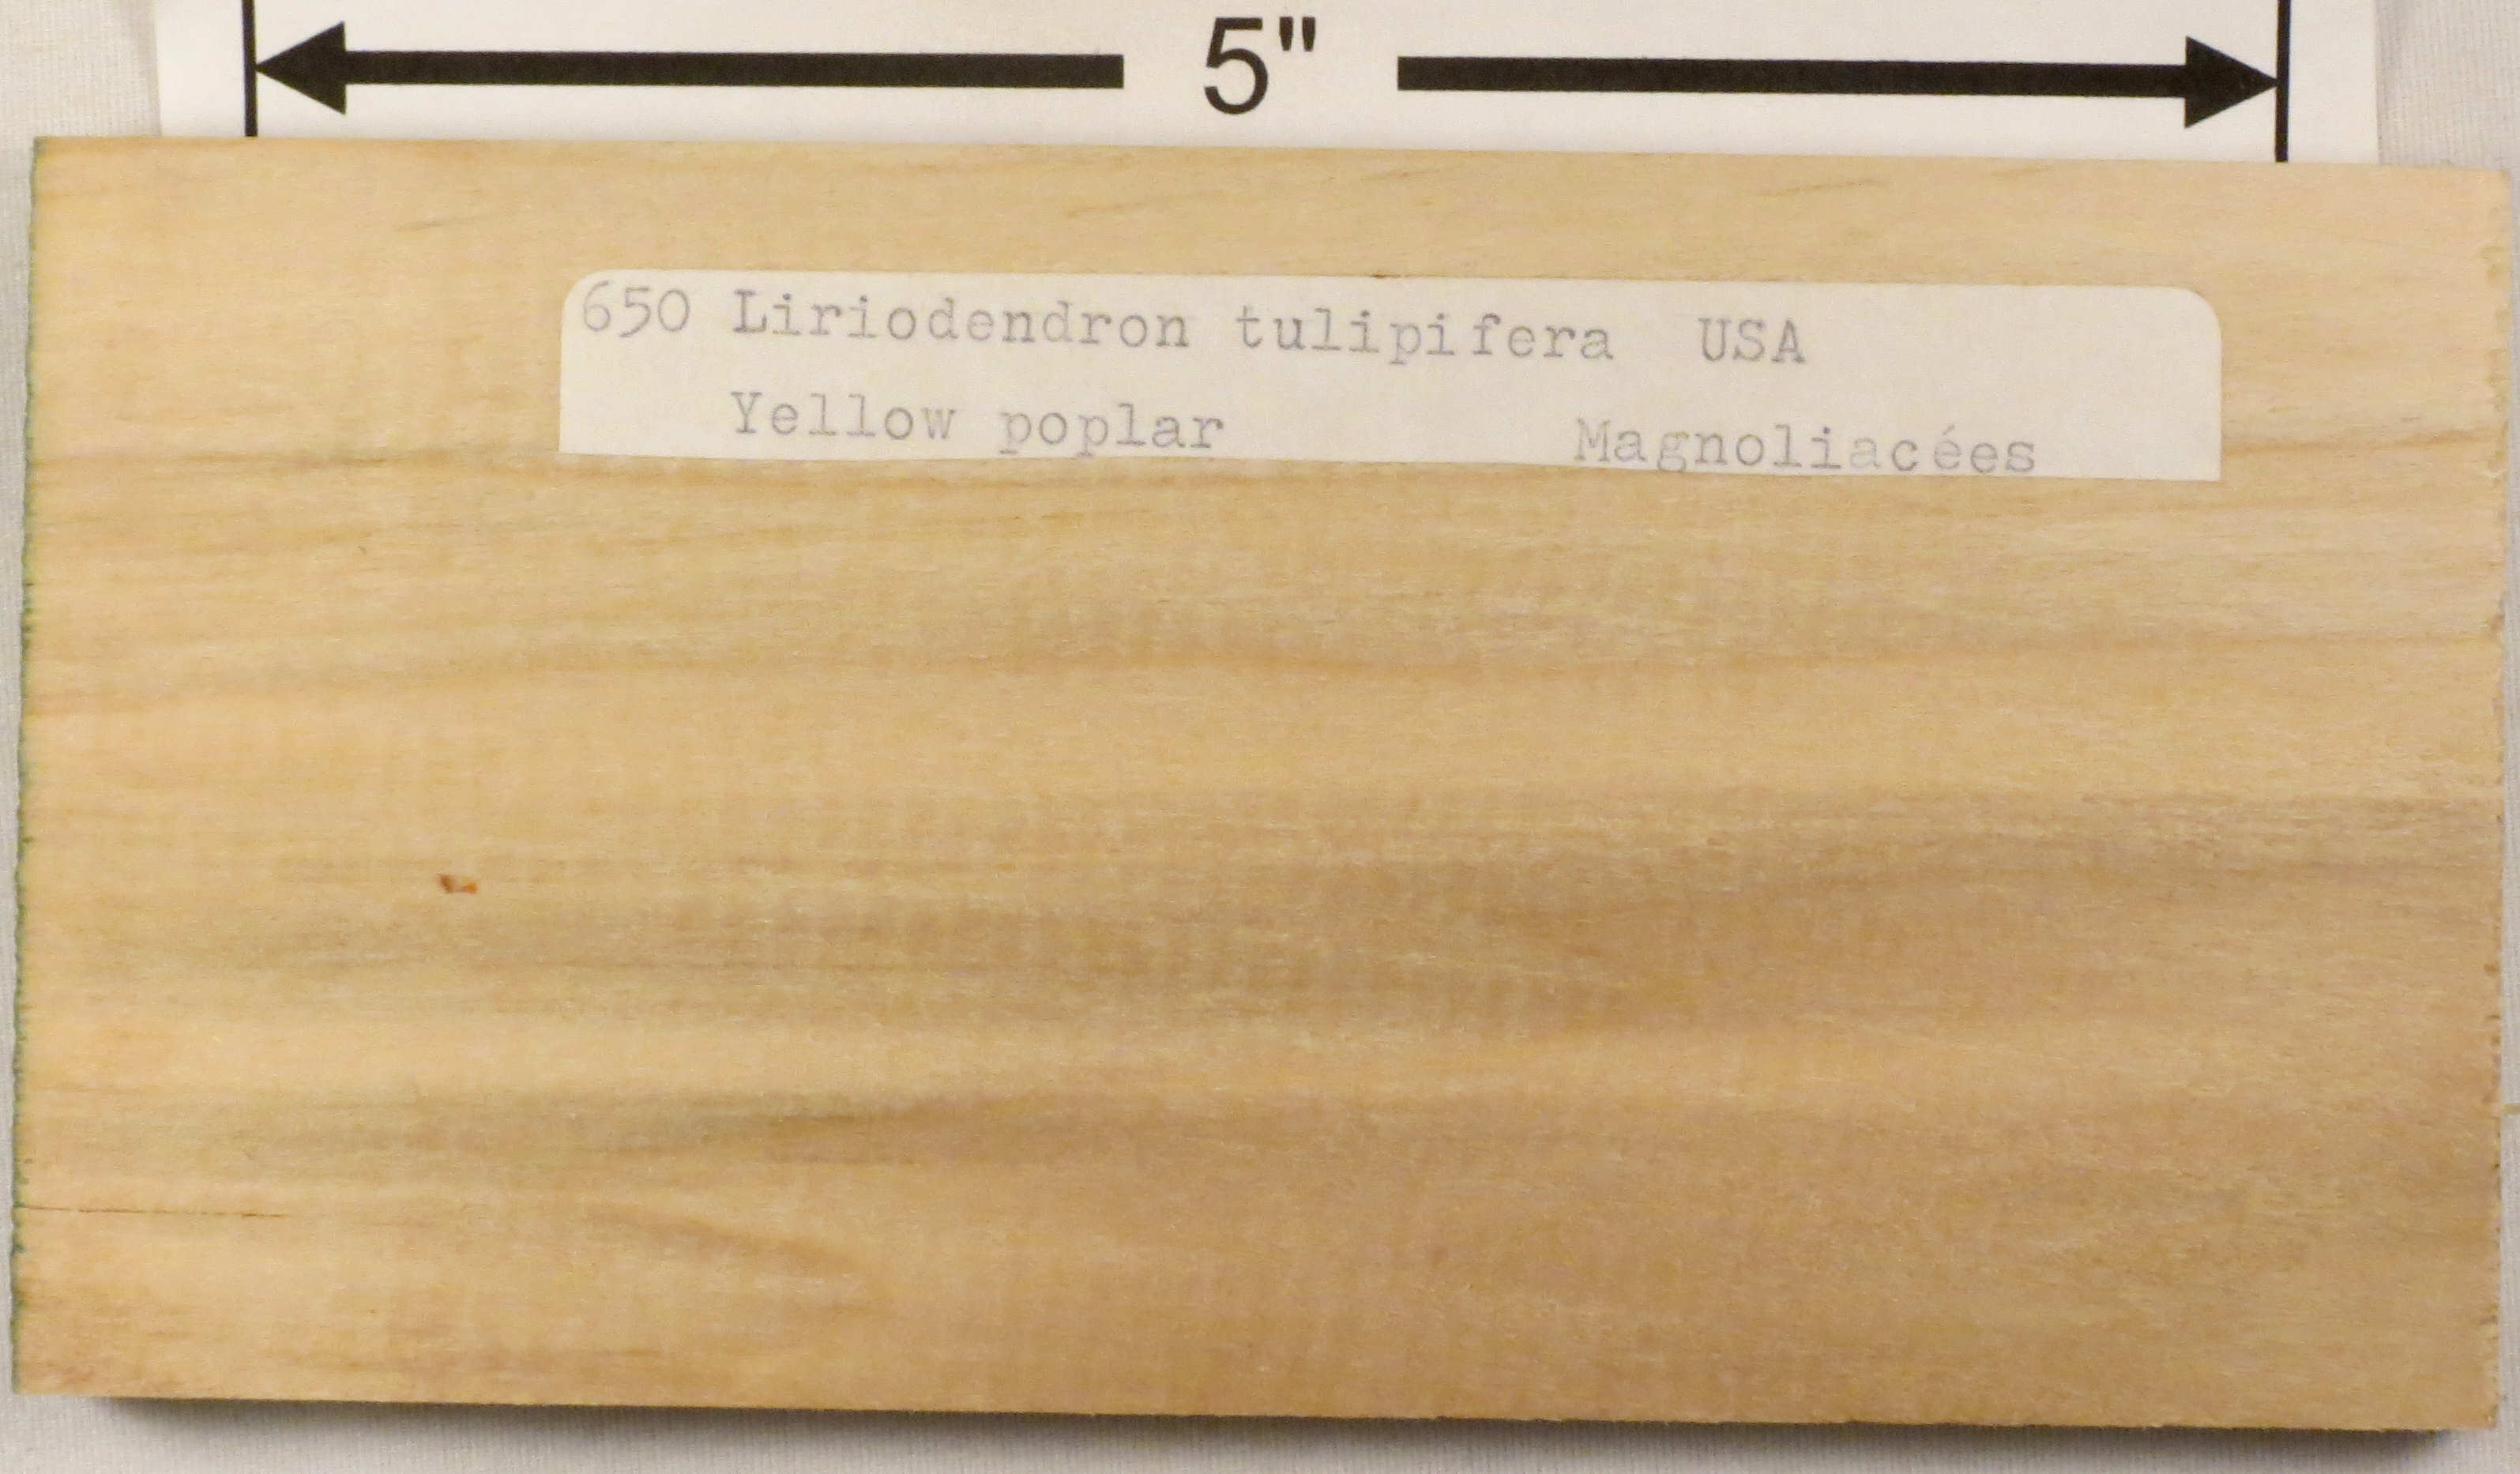 5"
650 Liriodendron tulipifera USA
Yellow poplar Magnoliacées